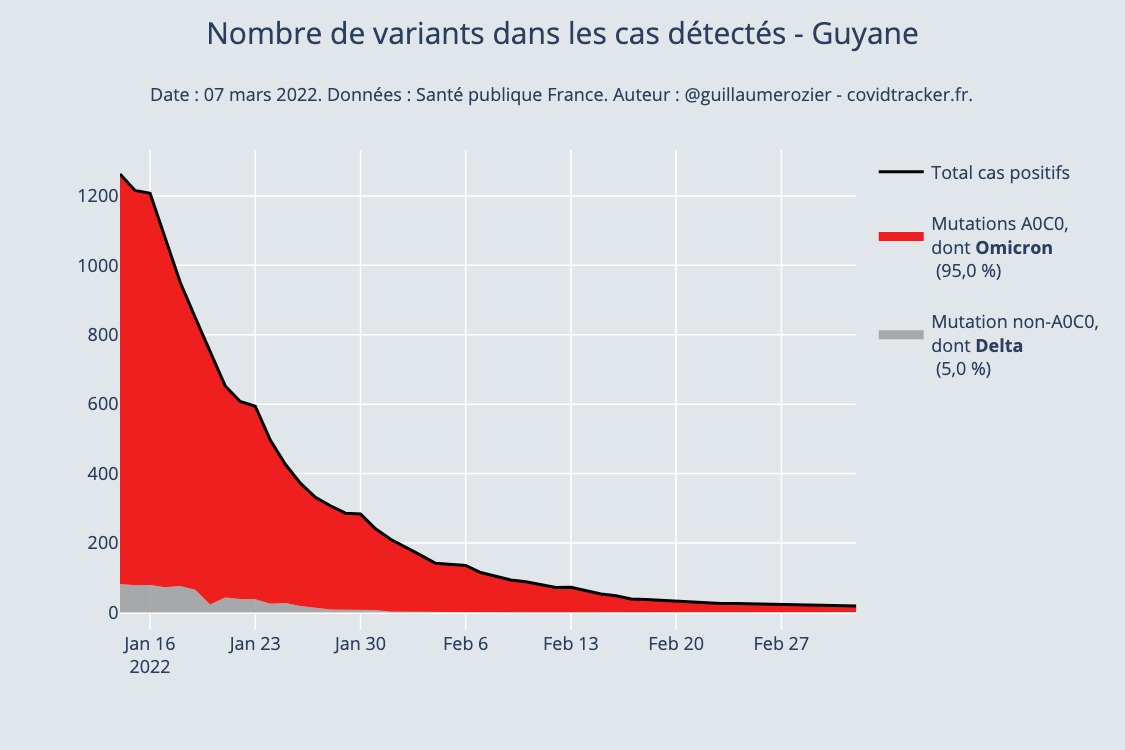 Nombre de variants dans les cas détectés - Guyane
Date : 07 mars 2022. Données : Santé publique France. Auteur : @guillaumerozier - covidtracker.fr.
1200
1000
800
600
400
200
0
Jan 16
2022
Jan 23
Jan 30
Feb 6
Feb 13
Feb 20
Feb 27
Total cas positifs
Mutations A0C0,
dont Omicron
(95,0 %)
Mutation non-A0C0,
dont Delta
(5,0 %)